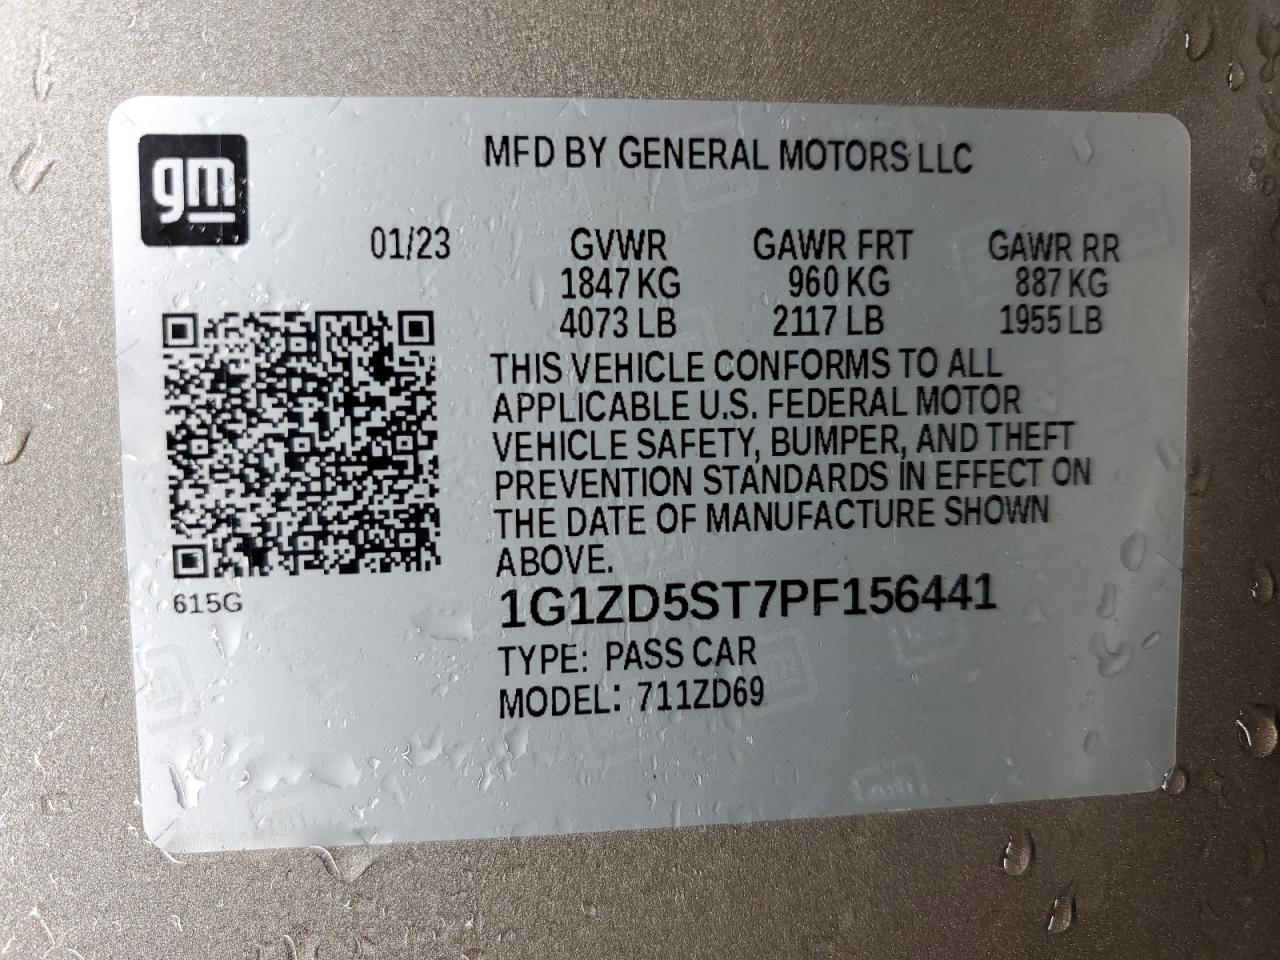 gm
MFD BY GENERAL MOTORS LLC
01/23 GVWR GAWR FRT GAWR RR
1847 KG 960 KG 887 KG
4073 LB 2117 LB 1955 LB
THIS VEHICLE CONFORMS TO ALL
APPLICABLE U.S. FEDERAL MOTOR
VEHICLE SAFETY, BUMPER, AND THEFT
PREVENTION STANDARDS IN EFFECT ON
THE DATE OF MANUFACTURE SHOWN
ABOVE.
615G
1G1ZD5ST7PF156441
TYPE: PASS CAR
MODEL: 711ZD69